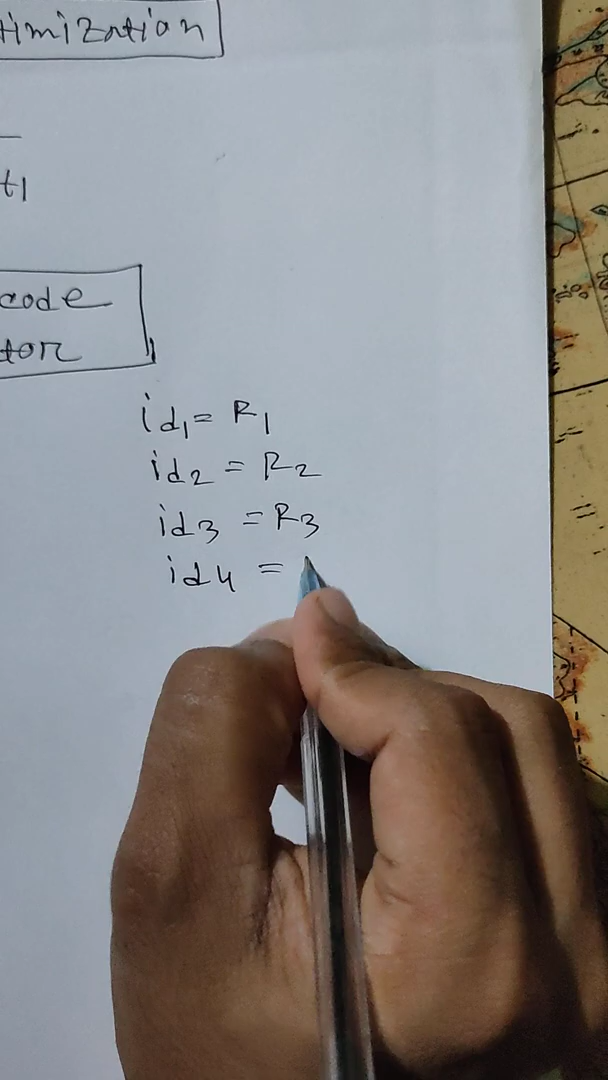 timization
t1
code
tor
id1 = R1
id2 = R2
id3 = R3
id4 =